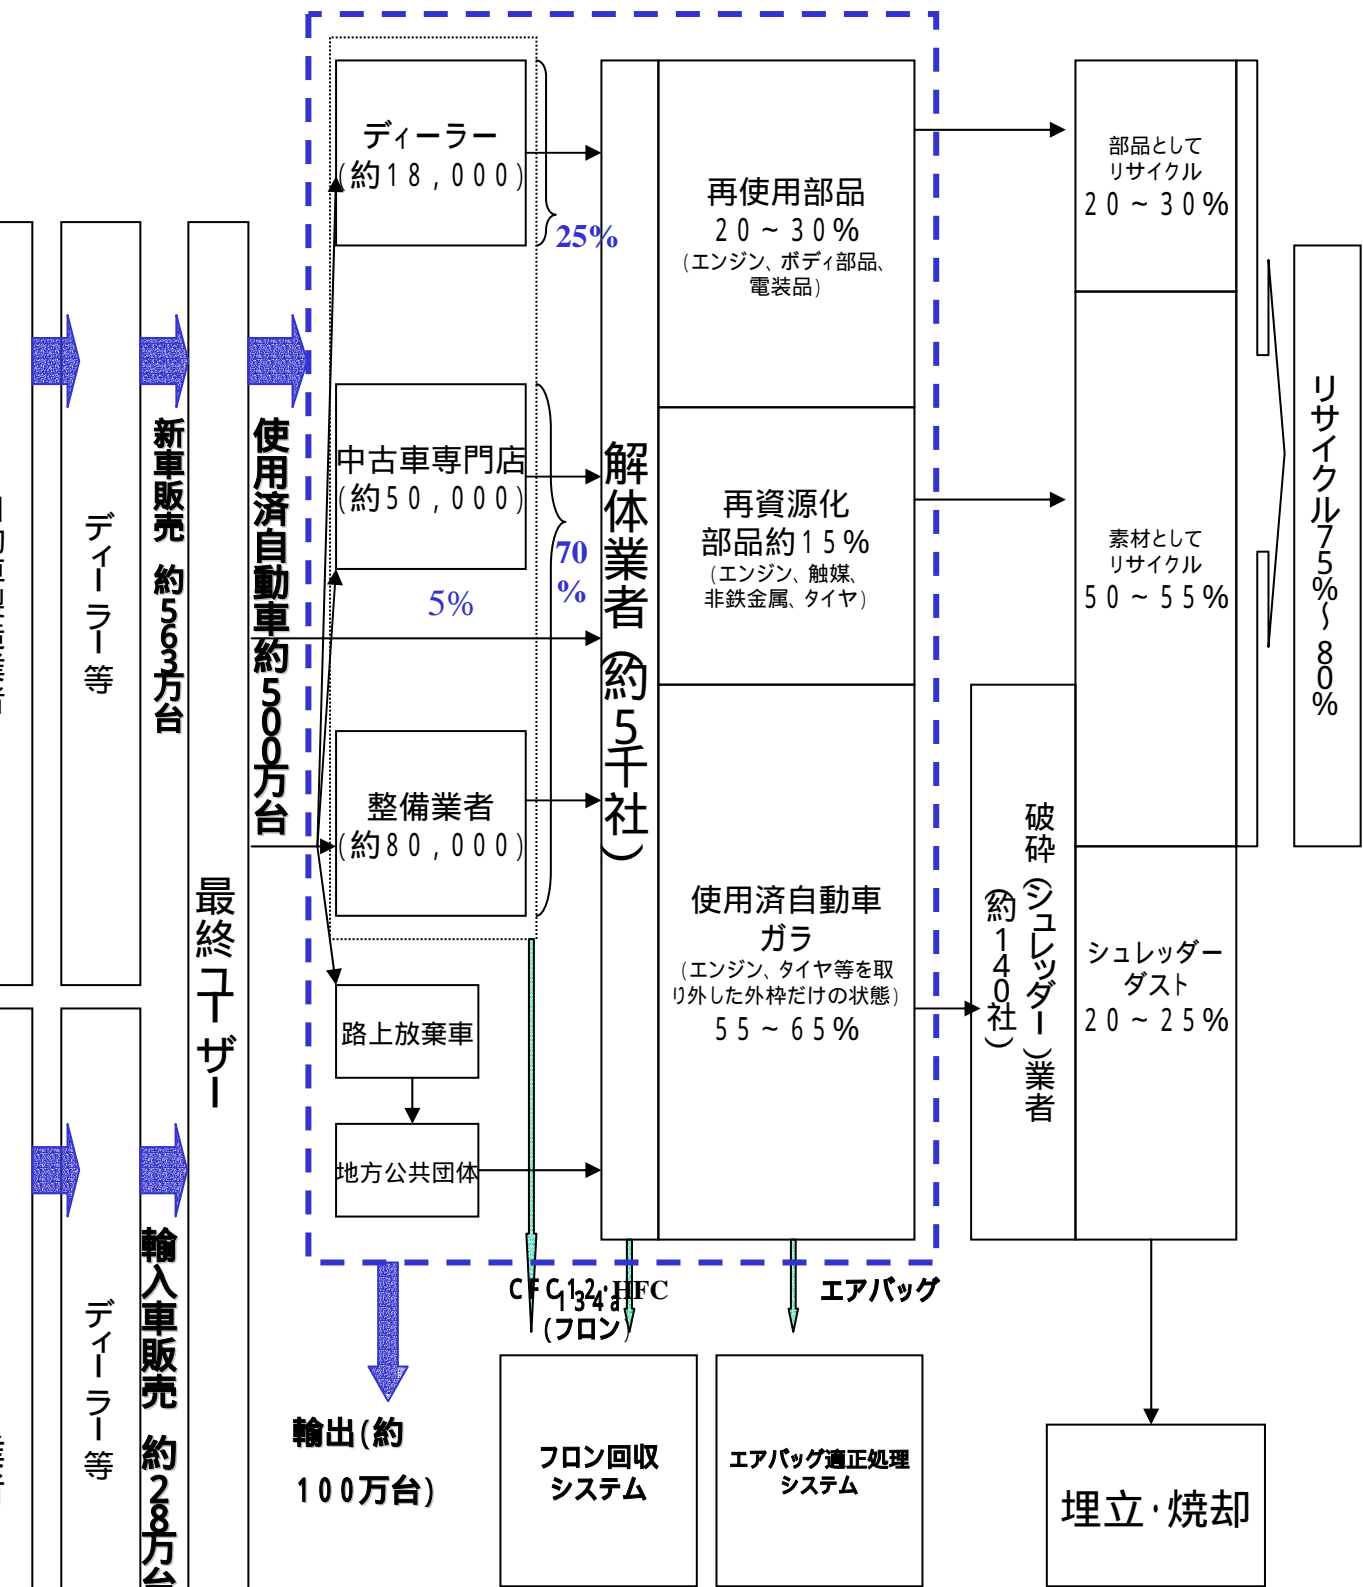 ディーラー等
新車販売 約563万台
ディーラー等
輸入車販売 約28万台
最終ユーザー
使用済自動車約500万台
ディーラー
(約18,000)
25%
中古車専門店
(約50,000)
70
%
5%
整備業者
(約80,000)
路上放棄車
地方公共団体
解体業者(約5千社)
再使用部品
20~30%
(エンジン、ボディ部品、
電装品)
再資源化
部品約15%
(エンジン、触媒、
非鉄金属、タイヤ)
使用済自動車
ガラ
(エンジン、タイヤ等を取
り外した外枠だけの状態)
55~65%
破砕(シュレッダー)業者
(約140社)
部品として
リサイクル
20~30%
素材として
リサイクル
50~55%
シュレッダー
ダスト
20~25%
リサイクル75%~80%
CFC12・HFC
134a
(フロン)
エアバッグ
輸出(約
100万台)
フロン回収
システム
エアバッグ適正処理
システム
埋立・焼却